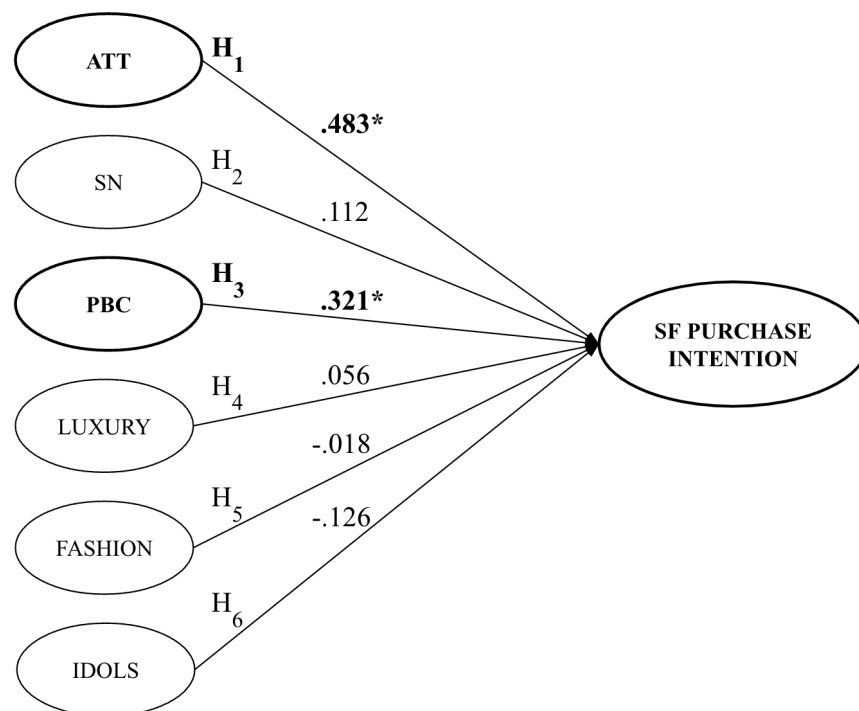 ATT
H1
.483*
SN
H2
.112
PBC
H3
.321*
SF PURCHASE
INTENTION
LUXURY
H4
.056
FASHION
H5
-.018
IDOLS
H6
-.126